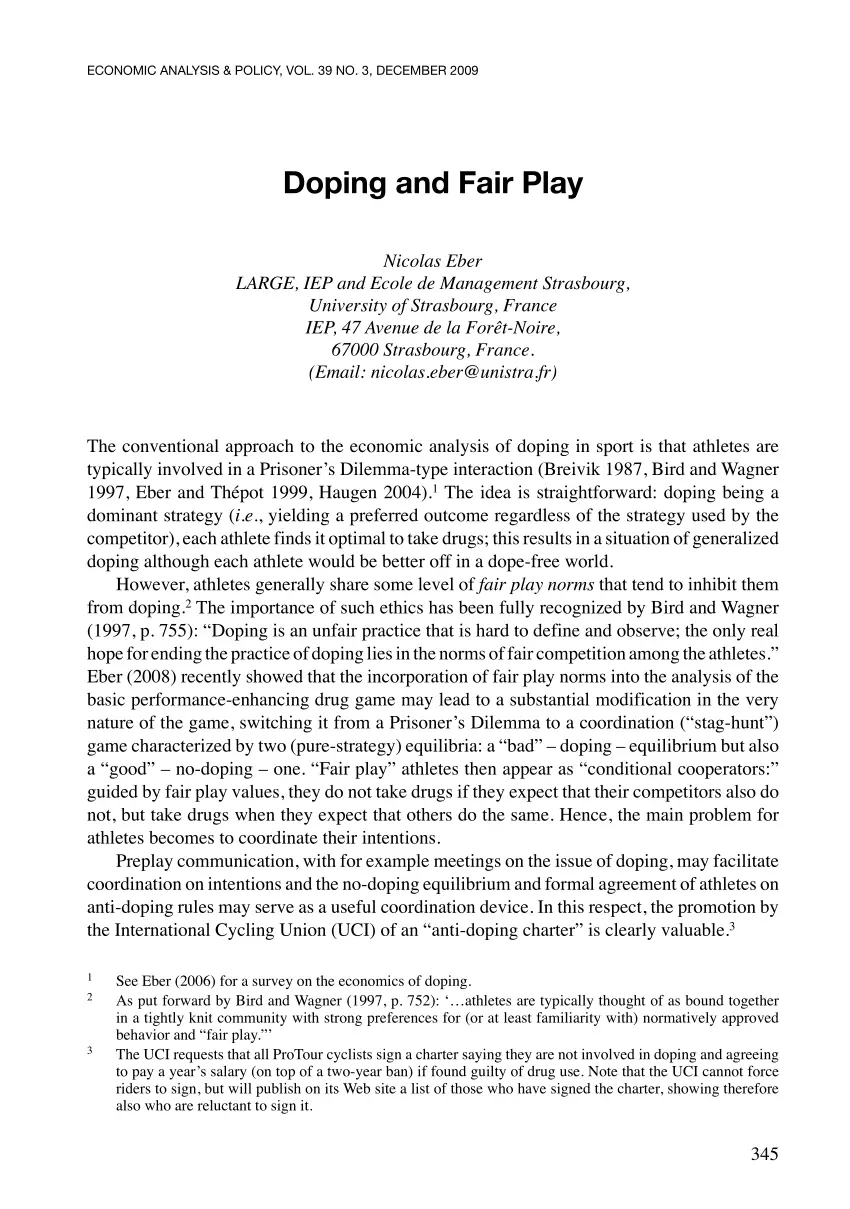 ECONOMIC ANALYSIS & POLICY, VOL. 39 NO. 3, DECEMBER 2009
Doping and Fair Play
Nicolas Eber
LARGE, IEP and Ecole de Management Strasbourg,
University of Strasbourg, France
IEP, 47 Avenue de la Forêt-Noire,
67000 Strasbourg, France.
(Email: nicolas.eber@unistra.fr)
The conventional approach to the economic analysis of doping in sport is that athletes are
typically involved in a Prisoner’s Dilemma-type interaction (Breivik 1987, Bird and Wagner
1997, Eber and Thépot 1999, Haugen 2004).1 The idea is straightforward: doping being a
dominant strategy (i.e., yielding a preferred outcome regardless of the strategy used by the
competitor), each athlete finds it optimal to take drugs; this results in a situation of generalized
doping although each athlete would be better off in a dope-free world.
However, athletes generally share some level of fair play norms that tend to inhibit them
from doping.2 The importance of such ethics has been fully recognized by Bird and Wagner
(1997, p. 755): “Doping is an unfair practice that is hard to define and observe; the only real
hope for ending the practice of doping lies in the norms of fair competition among the athletes.”
Eber (2008) recently showed that the incorporation of fair play norms into the analysis of the
basic performance-enhancing drug game may lead to a substantial modification in the very
nature of the game, switching it from a Prisoner’s Dilemma to a coordination (“stag-hunt”)
game characterized by two (pure-strategy) equilibria: a “bad” – doping – equilibrium but also
a “good” – no-doping – one. “Fair play” athletes then appear as “conditional cooperators:”
guided by fair play values, they do not take drugs if they expect that their competitors also do
not, but take drugs when they expect that others do the same. Hence, the main problem for
athletes becomes to coordinate their intentions.
Preplay communication, with for example meetings on the issue of doping, may facilitate
coordination on intentions and the no-doping equilibrium and formal agreement of athletes on
anti-doping rules may serve as a useful coordination device. In this respect, the promotion by
the International Cycling Union (UCI) of an “anti-doping charter” is clearly valuable.3
1 See Eber (2006) for a survey on the economics of doping.
2 As put forward by Bird and Wagner (1997, p. 752): ‘…athletes are typically thought of as bound together
in a tightly knit community with strong preferences for (or at least familiarity with) normatively approved
behavior and “fair play.”’
3 The UCI requests that all ProTour cyclists sign a charter saying they are not involved in doping and agreeing
to pay a year’s salary (on top of a two-year ban) if found guilty of drug use. Note that the UCI cannot force
riders to sign, but will publish on its Web site a list of those who have signed the charter, showing therefore
also who are reluctant to sign it.
345